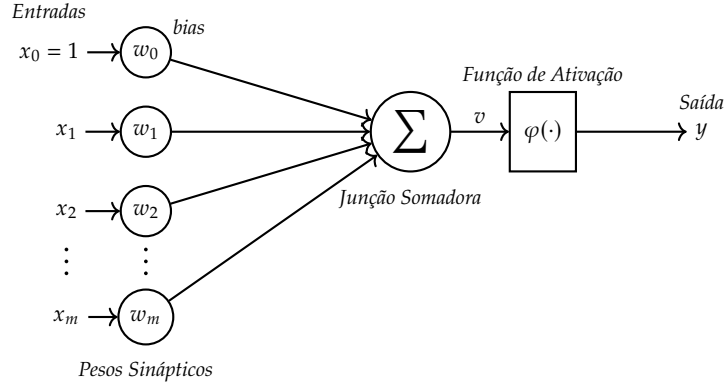 Entradas
x₀ = 1
w₀
bias
x₁
w₁
x₂
w₂
⋮
⋮
xₘ
wₘ
Pesos Sinápticos
∑
Junção Somadora
v
Função de Ativação
φ(·)
Saída
y